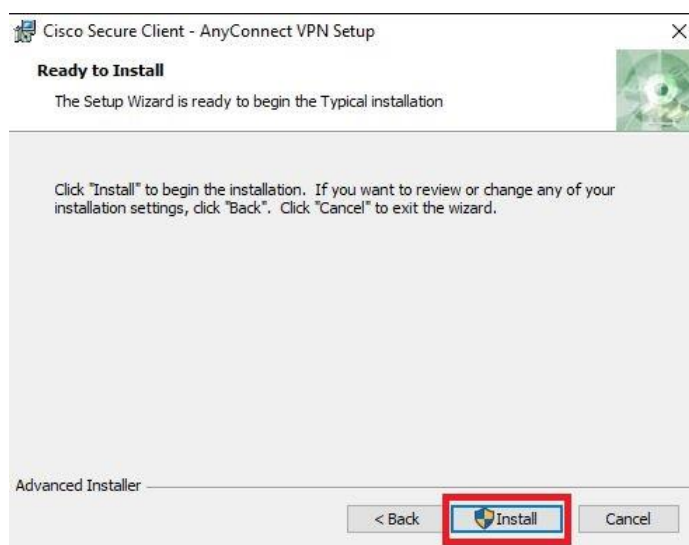 Cisco Secure Client - AnyConnect VPN Setup
Ready to Install
The Setup Wizard is ready to begin the Typical installation
Click "Install" to begin the installation. If you want to review or change any of your
installation settings, click "Back". Click "Cancel" to exit the wizard.
Advanced Installer
< Back Install Cancel